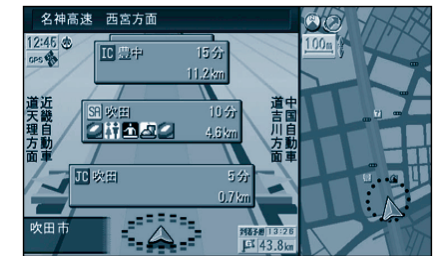 名神高速 西宮方面
12:46
GPS
100m
IC 豊中 15分
11.2km
SA 吹田 10分
4.6km
JC 吹田 5分
0.7km
近畿自動車
道天理方面
中国自動車
道吉川方面
吹田市
到着予想 13:26
43.8km